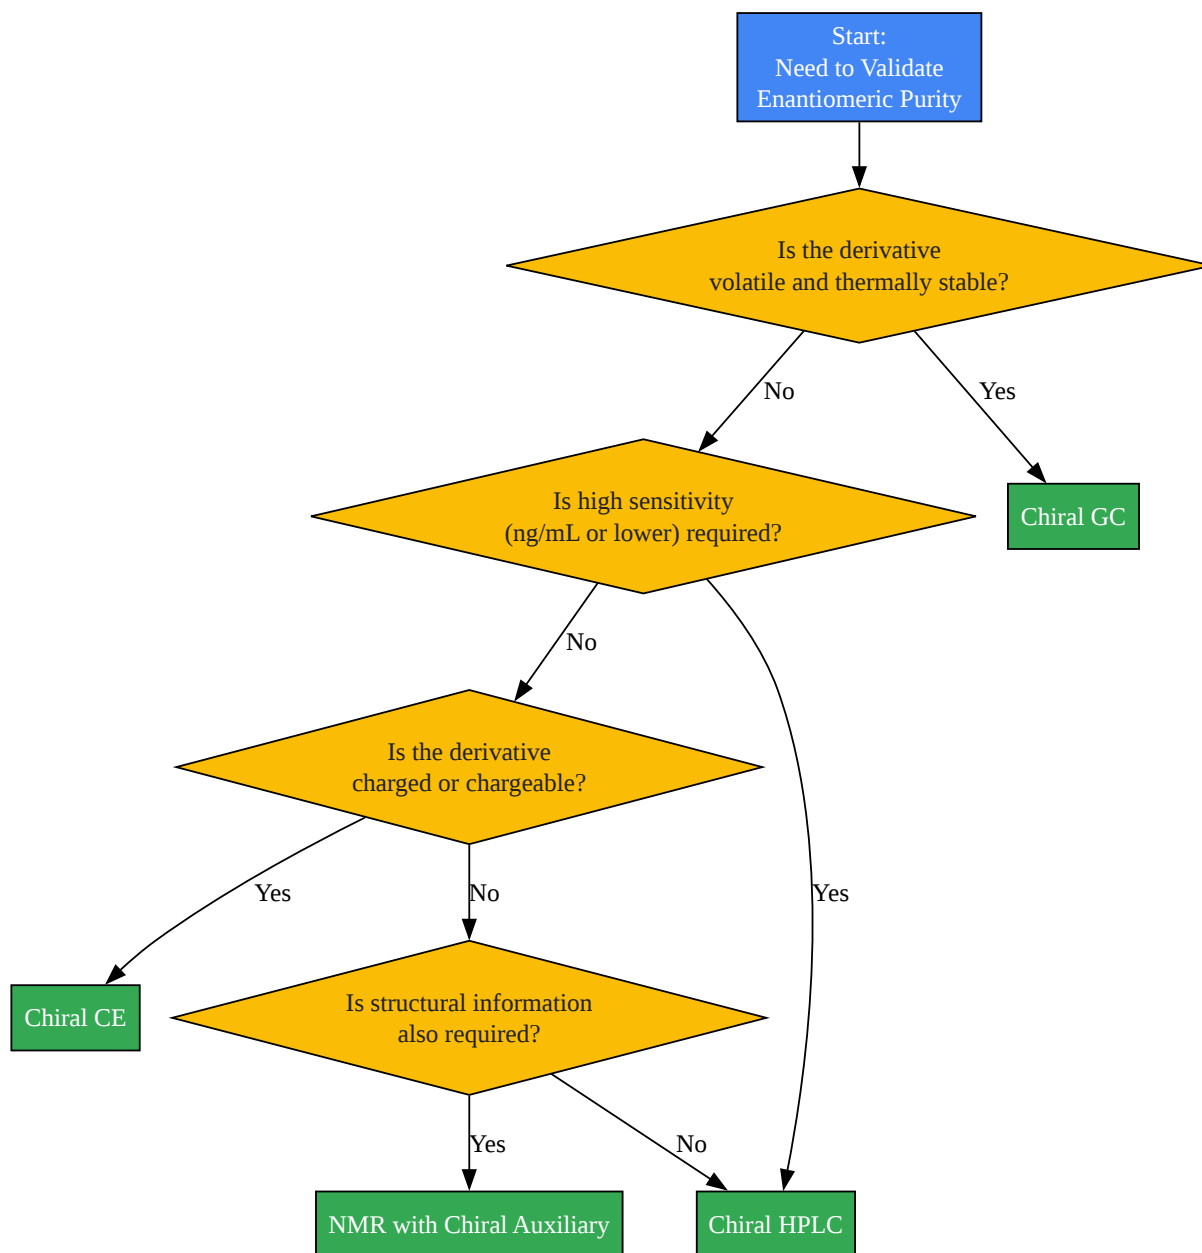 Start:
Need to Validate
Enantiomeric Purity
Is the derivative
volatile and thermally stable?
No
Yes
Is high sensitivity
(ng/mL or lower) required?
Chiral GC
No
Is the derivative
charged or chargeable?
Yes
No
Yes
Is structural information
also required?
Chiral CE
Yes
No
NMR with Chiral Auxiliary
Chiral HPLC